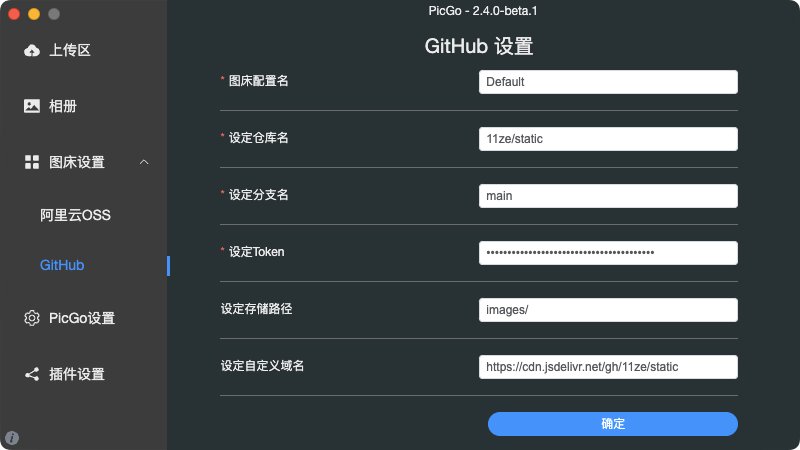 PicGo - 2.4.0-beta.1
上传区
相册
图床设置
阿里云OSS
GitHub
PicGo设置
插件设置
GitHub 设置
* 图床配置名
Default
* 设定仓库名
11ze/static
* 设定分支名
main
* 设定Token
设定存储路径
images/
设定自定义域名
https://cdn.jsdelivr.net/gh/11ze/static
确定